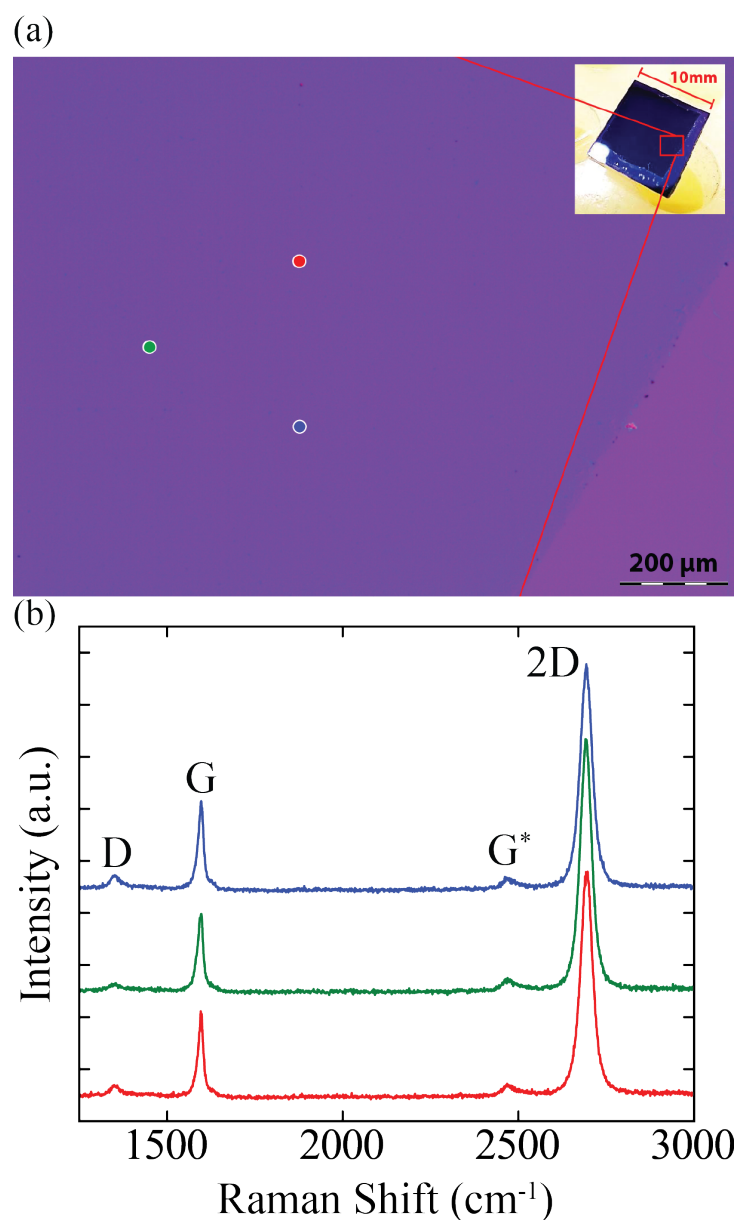 (a)
10mm
200 µm
(b)
2D
G
D
G*
Intensity (a.u.)
1500 2000 2500 3000
Raman Shift (cm-1)